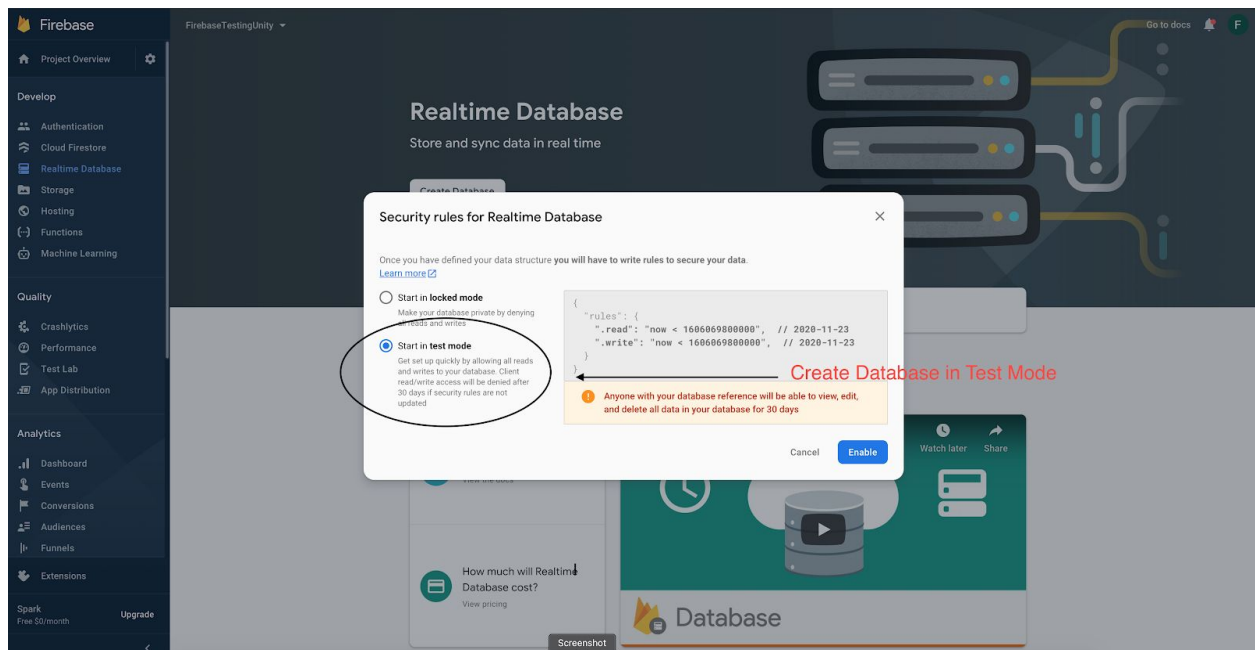 Firebase
FirebaseTestingUnity
Go to docs
F
Project Overview
Develop
Authentication
Cloud Firestore
Realtime Database
Storage
Hosting
Functions
Machine Learning
Quality
Crashlytics
Performance
Test Lab
App Distribution
Analytics
Dashboard
Events
Conversions
Audiences
Funnels
Extensions
Spark
Free $0/month
Upgrade
Realtime Database
Store and sync data in real time
Create Database
Security rules for Realtime Database
Once you have defined your data structure you will have to write rules to secure your data.
Learn more
Start in locked mode
Make your database private by denying
all reads and writes
Start in test mode
Get set up quickly by allowing all reads
and writes to your database. Client
read/write access will be denied after
30 days if security rules are not
updated
{
"rules": {
".read": "now < 1606069800000", // 2020-11-23
".write": "now < 1606069800000", // 2020-11-23
}
}
Create Database in Test Mode
Anyone with your database reference will be able to view, edit,
and delete all data in your database for 30 days
Cancel
Enable
Watch later
Share
View the docs
How much will Realtime
Database cost?
View pricing
Database
Screenshot